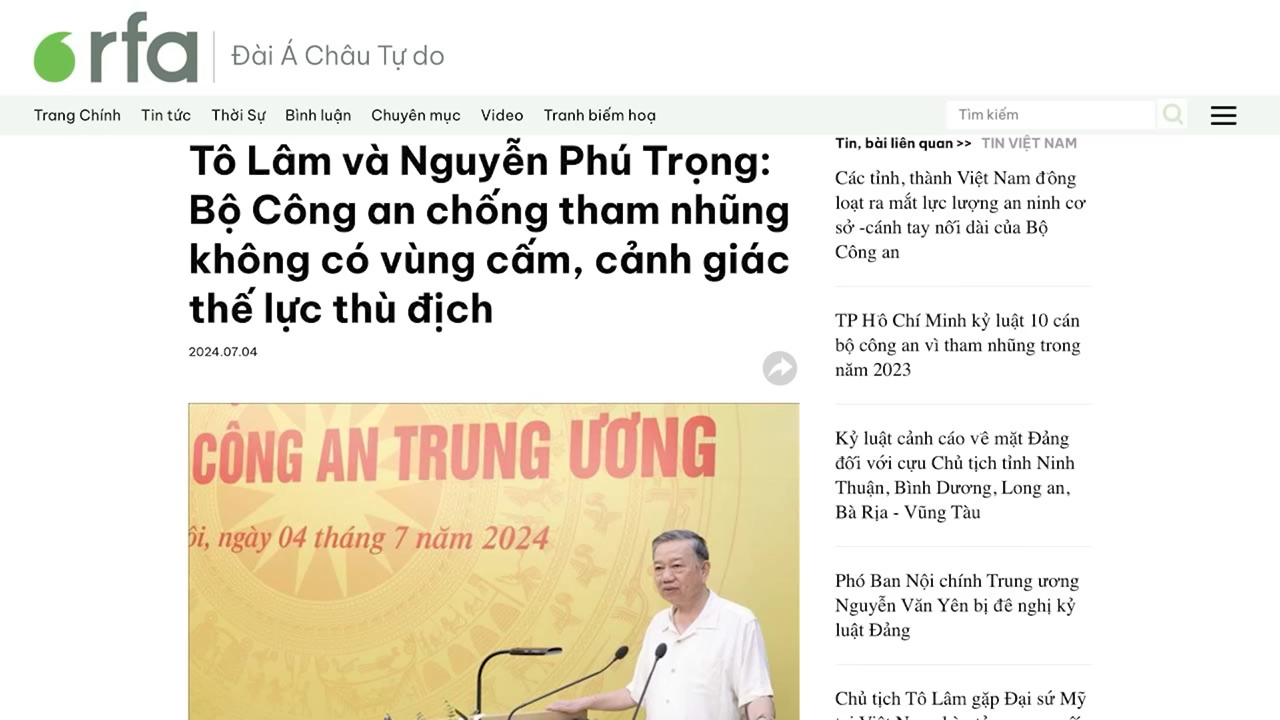 rfa Đài Á Châu Tự do
Trang Chính Tin tức Thời Sự Bình luận Chuyên mục Video Tranh biếm hoạ Tìm kiếm
Tô Lâm và Nguyễn Phú Trọng:
Bộ Công an chống tham nhũng
không có vùng cấm, cảnh giác
thế lực thù địch
2024.07.04
CÔNG AN TRUNG ƯƠNG
ngày 04 tháng 7 năm 2024
Tin, bài liên quan >> TIN VIỆT NAM
Các tỉnh, thành Việt Nam đồng
loạt ra mắt lực lượng an ninh cơ
sở -cánh tay nối dài của Bộ
Công an
TP Hồ Chí Minh kỷ luật 10 cán
bộ công an vì tham nhũng trong
năm 2023
Kỷ luật cảnh cáo về mặt Đảng
đối với cựu Chủ tịch tỉnh Ninh
Thuận, Bình Dương, Long an,
Bà Rịa - Vũng Tàu
Phó Ban Nội chính Trung ương
Nguyễn Văn Yên bị đề nghị kỷ
luật Đảng
Chủ tịch Tô Lâm gặp Đại sứ Mỹ
tại Việt Nam